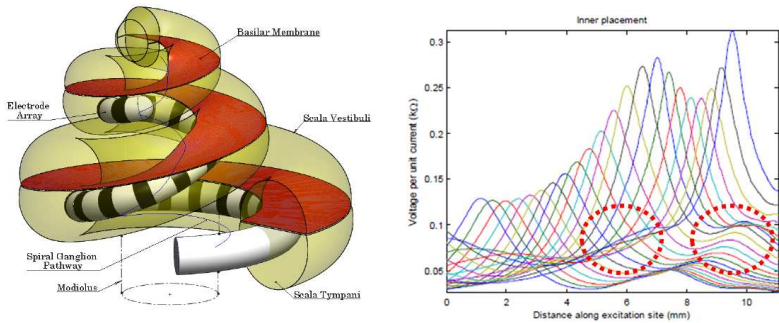 Basilar Membrane
Electrode
Array
Scala Vestibuli
Spiral Ganglion
Pathway
Modiolus
Scala Tympani
Inner placement
Voltage per unit current (kΩ)
0.3
0.25
0.2
0.15
0.1
0.05
0
2
4
6
8
10
Distance along excitation site (mm)